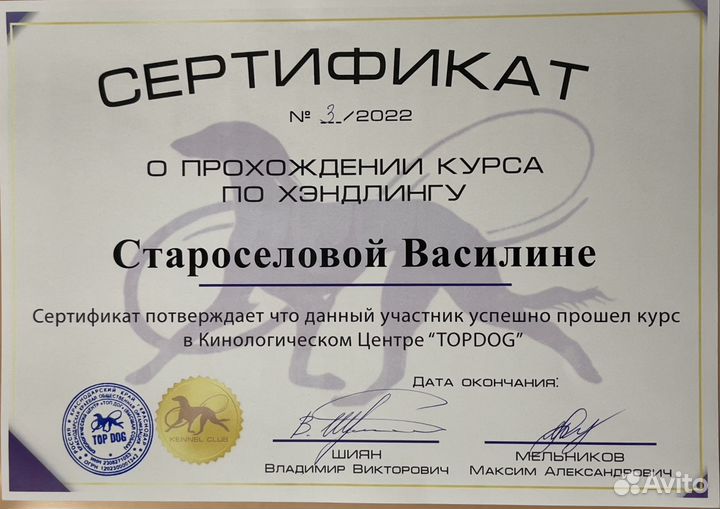 СЕРТИФИКАТ
№ 3/2022
О ПРОХОЖДЕНИИ КУРСА
ПО ХЭНДЛИНГУ
Староселовой Василине
Сертификат потверждает что данный участник успешно прошел курс
в Кинологическом Центре “TOPDOG”
ДАТА ОКОНЧАНИЯ:
TOP DOG
KENNEL CLUB
ШИЯН
ВЛАДИМИР ВИКТОРОВИЧ
МЕЛЬНИКОВ
МАКСИМ АЛЕКСАНДРОВИЧ
Avito